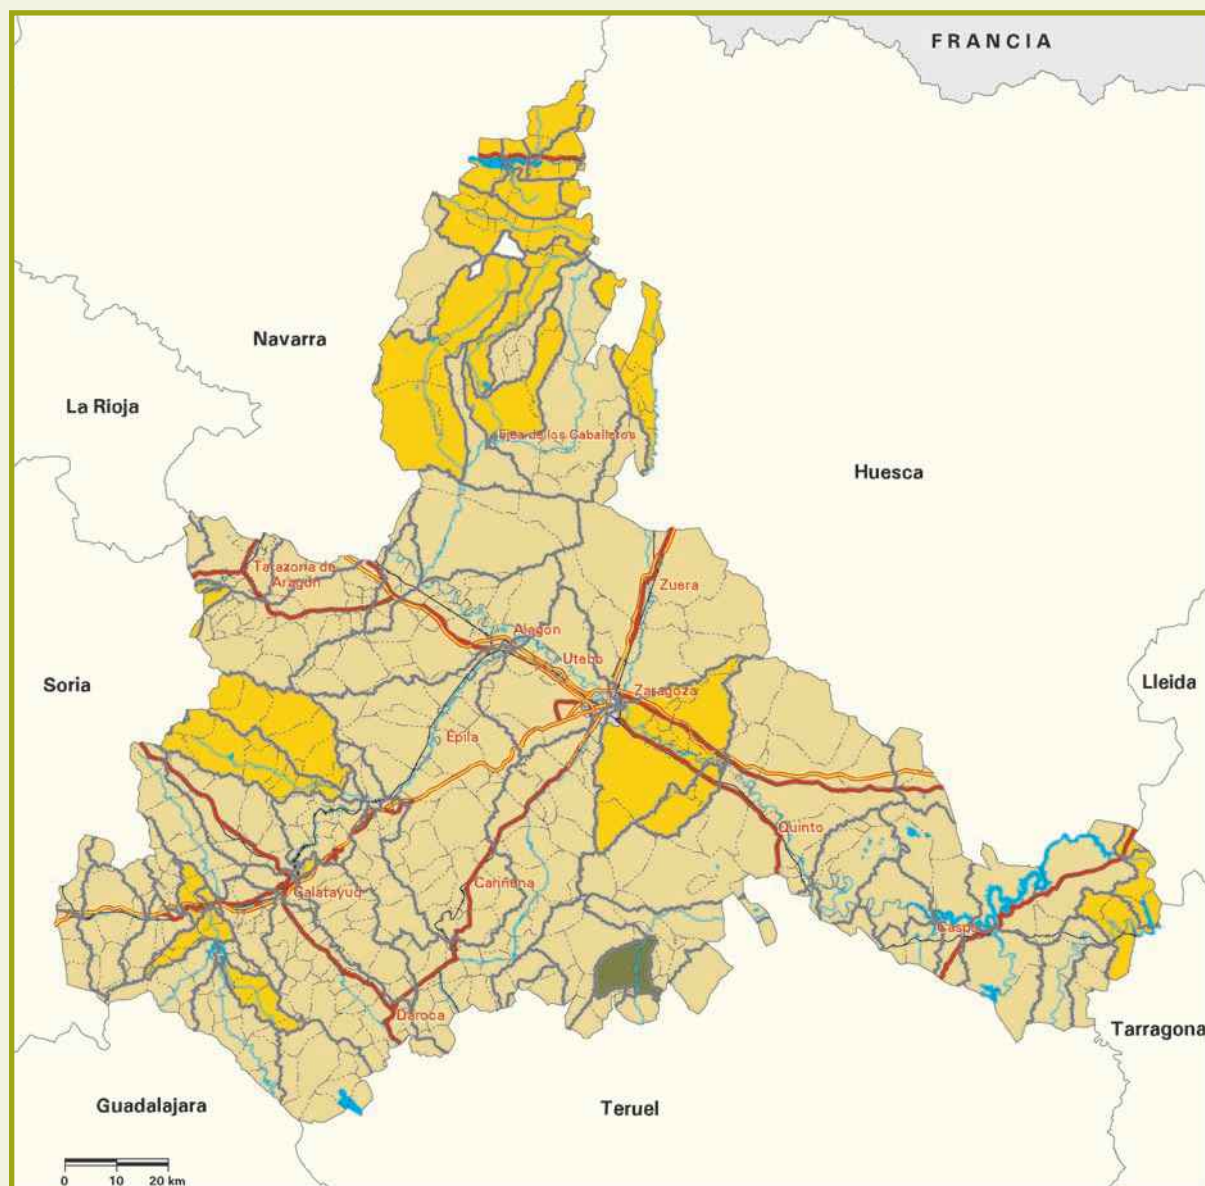 FRANCIA
Navarra
La Rioja
Ejea de los Caballeros
Huesca
Tarazona de
Aragón
Zuera
Alagón
Utebo
Soria
Zaragoza
Lleida
Épila
Quinto
Calatayud
Cariñena
Caspe
Daroca
Tarragona
Guadalajara
Teruel
0 10 20 km